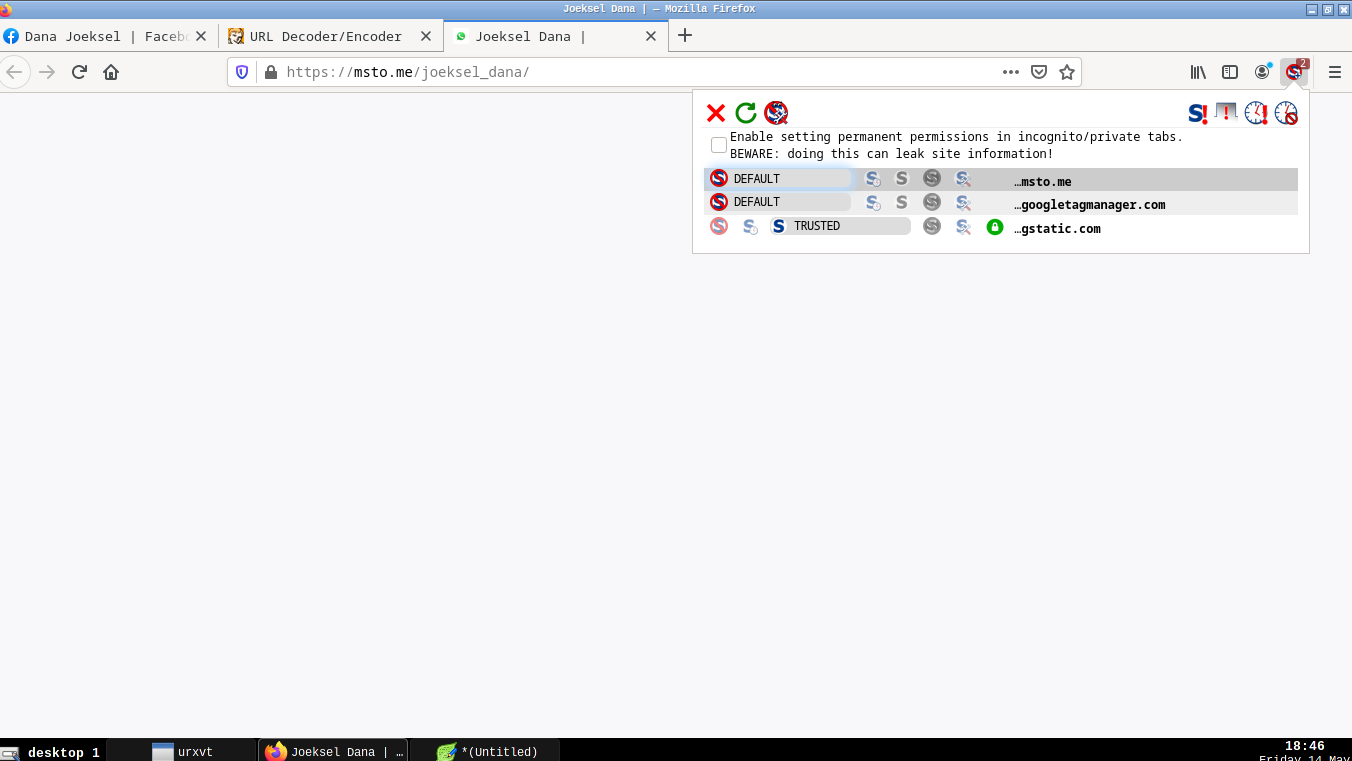 Joeksel Dana | — Mozilla Firefox
Dana Joeksel | Faceb
URL Decoder/Encoder
Joeksel Dana |
https://msto.me/joeksel_dana/
2
Enable setting permanent permissions in incognito/private tabs.
BEWARE: doing this can leak site information!
DEFAULT …msto.me
DEFAULT …googletagmanager.com
TRUSTED …gstatic.com
desktop 1
urxvt
Joeksel Dana | …
*(Untitled)
18:46
Friday 14 May